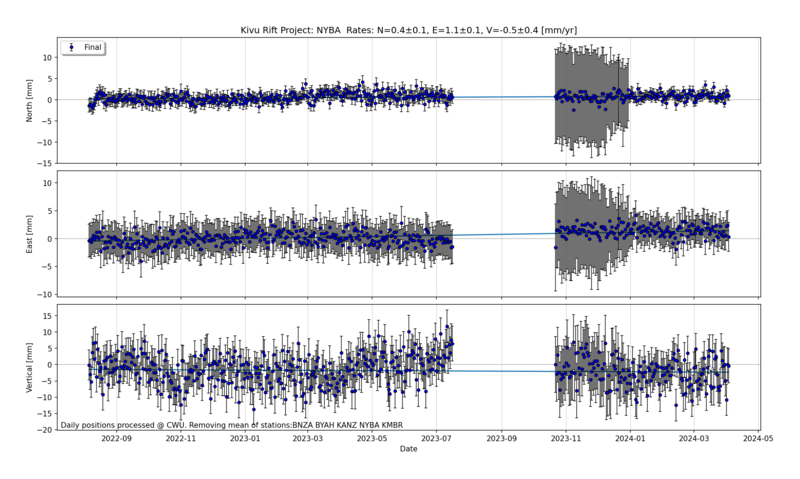 Kivu Rift Project: NYBA Rates: N=0.4±0.1, E=1.1±0.1, V=-0.5±0.4 [mm/yr]
Final
North [mm]
10
5
0
−5
−10
−15
East [mm]
10
5
0
−5
−10
Vertical [mm]
15
10
5
0
−5
−10
−15
−20
Daily positions processed @ CWU. Removing mean of stations:BNZA BYAH KANZ NYBA KMBR
2022-09 2022-11 2023-01 2023-03 2023-05 2023-07 2023-09 2023-11 2024-01 2024-03 2024-05
Date